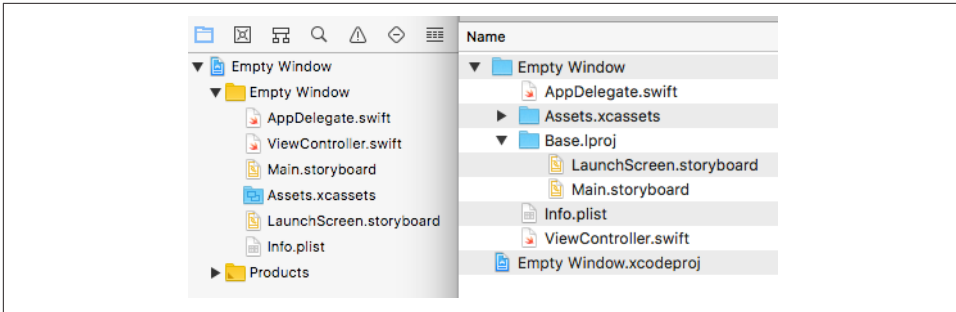 Empty Window
Empty Window
AppDelegate.swift
ViewController.swift
Main.storyboard
Assets.xcassets
LaunchScreen.storyboard
Info.plist
Products
Name
Empty Window
AppDelegate.swift
Assets.xcassets
Base.lproj
LaunchScreen.storyboard
Main.storyboard
Info.plist
ViewController.swift
Empty Window.xcodeproj